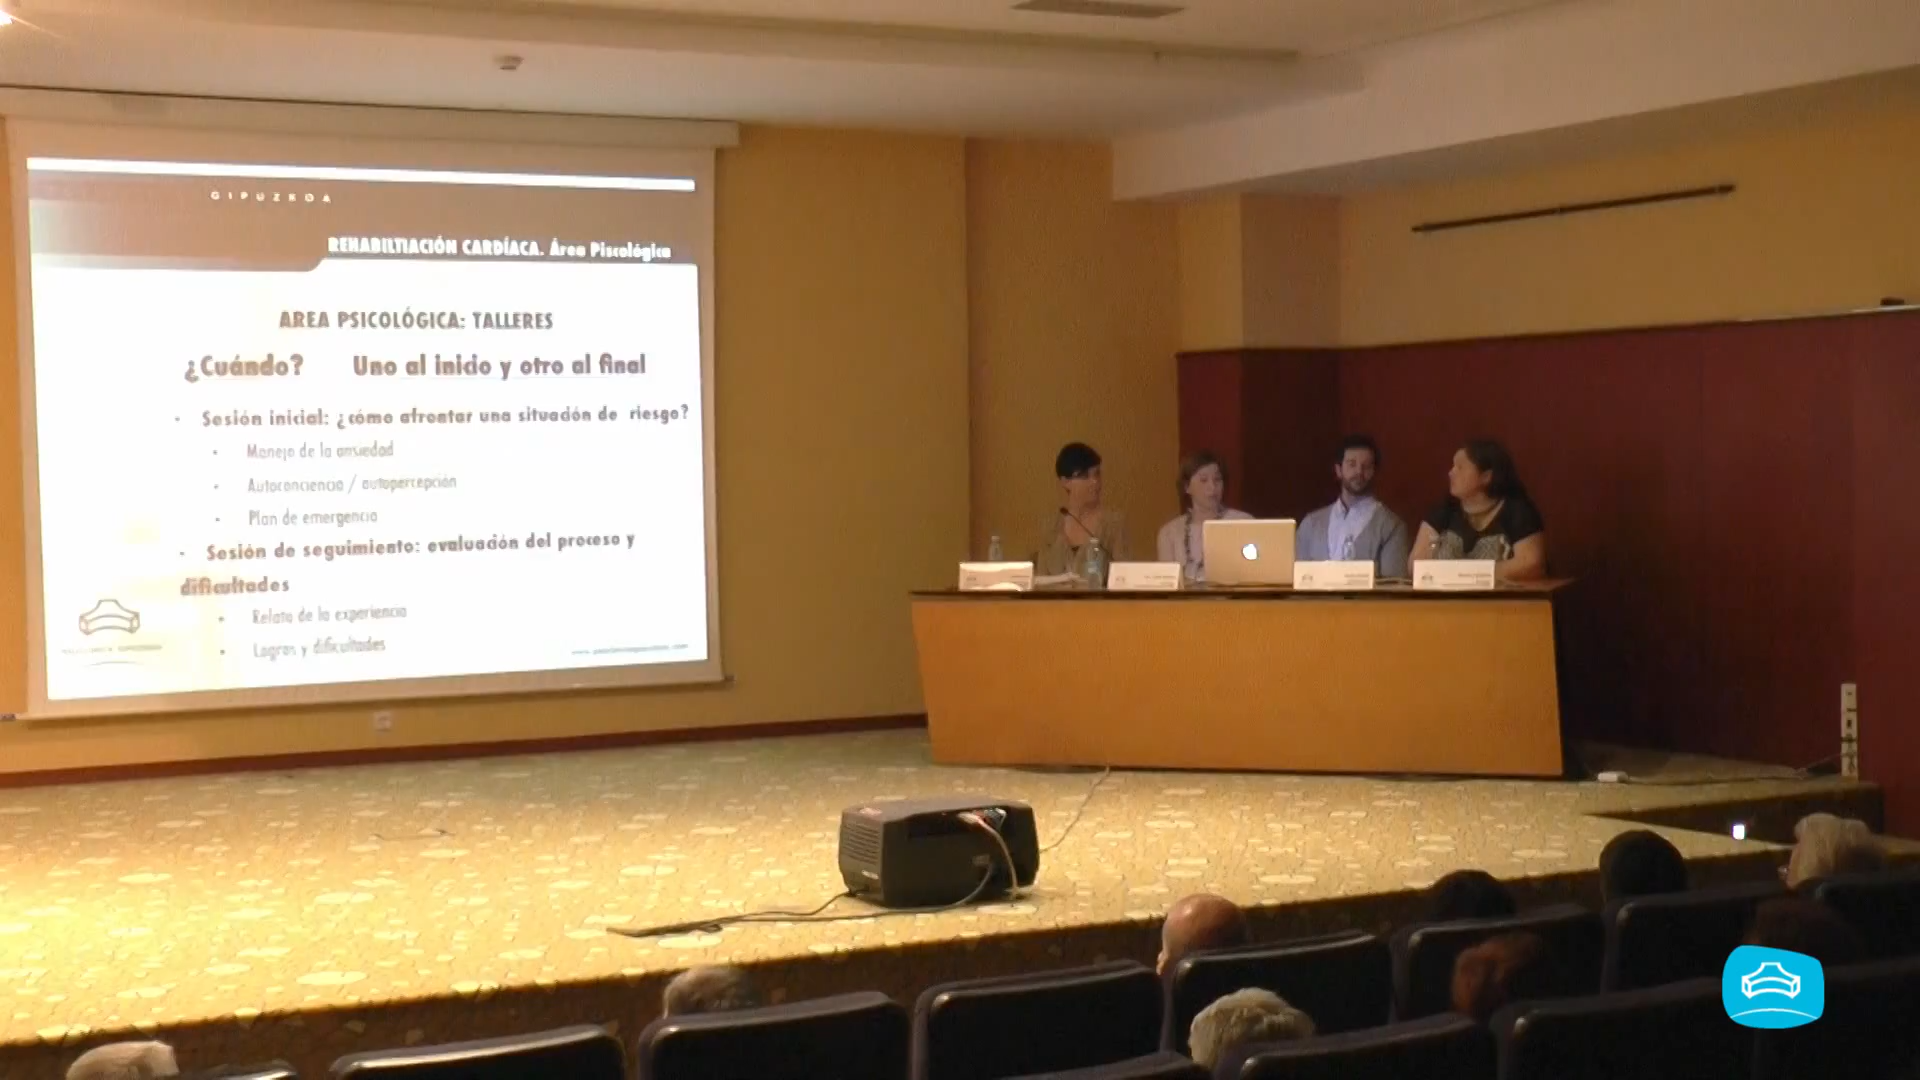 GIPUZKOA
REHABILTIACIÓN CARDÍACA. Área Piscológica
AREA PSICOLÓGICA: TALLERES
¿Cuándo? Uno al inicio y otro al final
- Sesión inicial: ¿cómo afrontar una situación de riesgo?
• Manejo de la ansiedad
• Autoconciencia / autopercepción
• Plan de emergencia
- Sesión de seguimiento: evaluación del proceso y
dificultades
• Relato de la experiencia
• Logros y dificultades